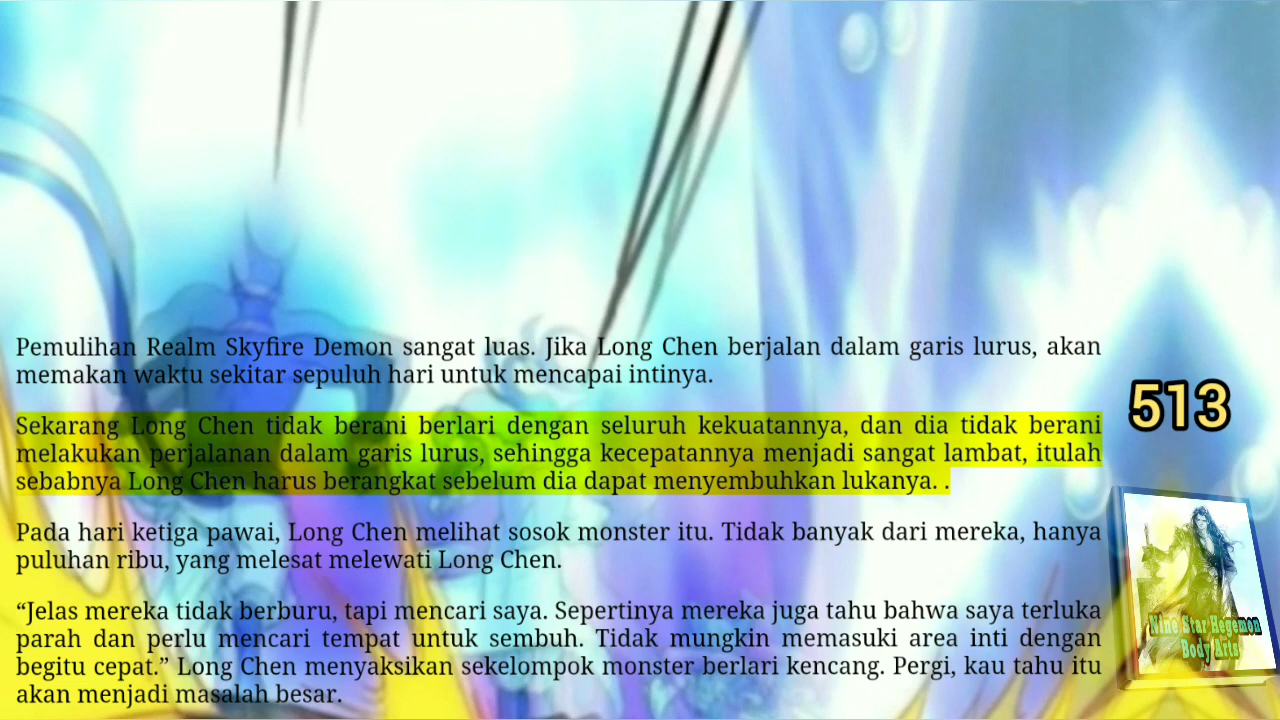 Pemulihan Realm Skyfire Demon sangat luas. Jika Long Chen berjalan dalam garis lurus, akan
memakan waktu sekitar sepuluh hari untuk mencapai intinya.
Sekarang Long Chen tidak berani berlari dengan seluruh kekuatannya, dan dia tidak berani
melakukan perjalanan dalam garis lurus, sehingga kecepatannya menjadi sangat lambat, itulah
sebabnya Long Chen harus berangkat sebelum dia dapat menyembuhkan lukanya. .
Pada hari ketiga pawai, Long Chen melihat sosok monster itu. Tidak banyak dari mereka, hanya
puluhan ribu, yang melesat melewati Long Chen.
“Jelas mereka tidak berburu, tapi mencari saya. Sepertinya mereka juga tahu bahwa saya terluka
parah dan perlu mencari tempat untuk sembuh. Tidak mungkin memasuki area inti dengan
begitu cepat.” Long Chen menyaksikan sekelompok monster berlari kencang. Pergi, kau tahu itu
akan menjadi masalah besar.
513
Nine Star Hegemon
Body Arts